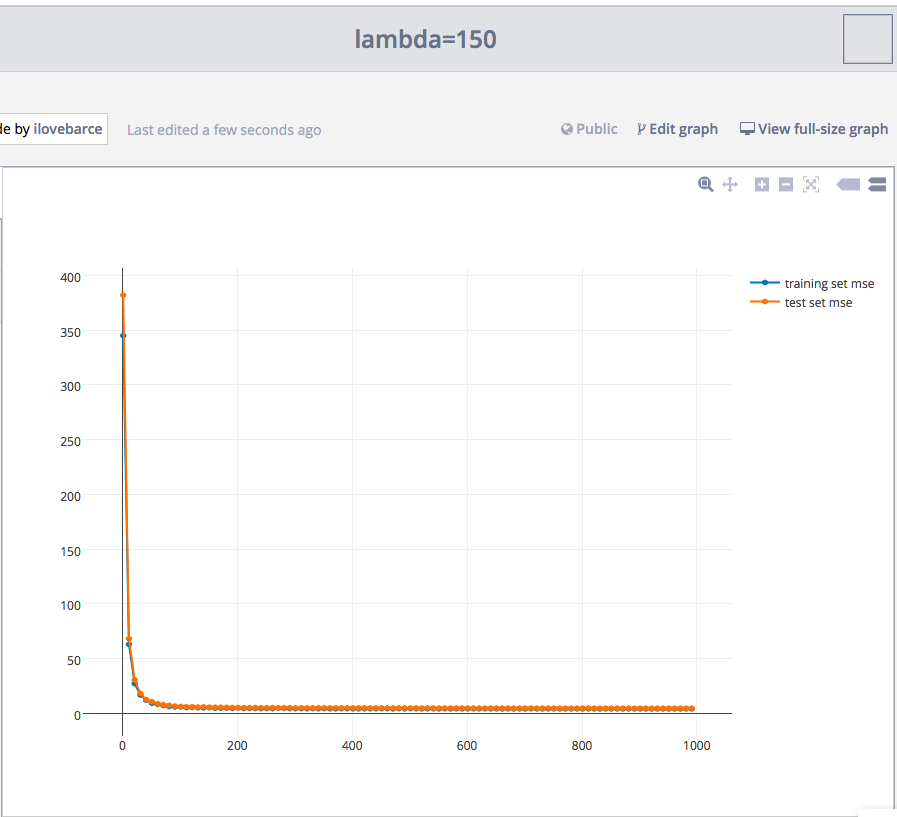 lambda=150
de by ilovebarce Last edited a few seconds ago Public Edit graph View full-size graph
training set mse
test set mse
400
350
300
250
200
150
100
50
0
0 200 400 600 800 1000